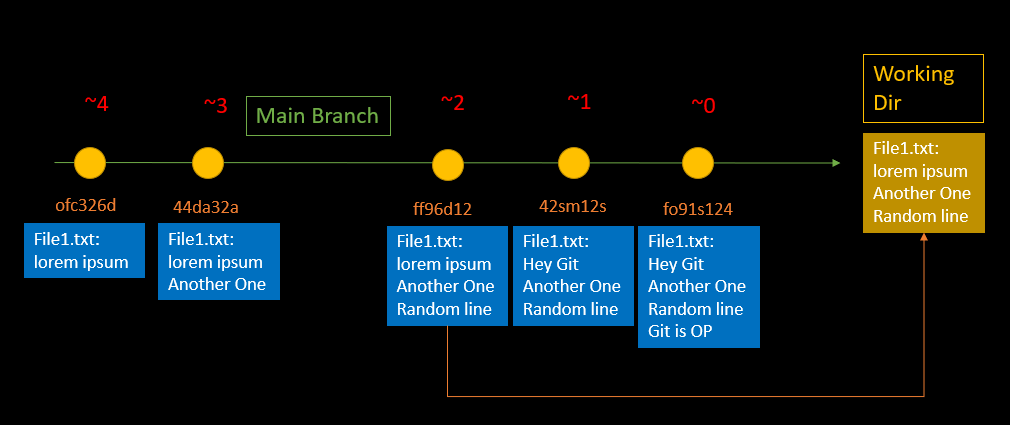 ~4
~3
Main Branch
~2
~1
~0
Working
Dir
ofc326d
File1.txt:
lorem ipsum
44da32a
File1.txt:
lorem ipsum
Another One
ff96d12
File1.txt:
lorem ipsum
Another One
Random line
42sm12s
File1.txt:
Hey Git
Another One
Random line
fo91s124
File1.txt:
Hey Git
Another One
Random line
Git is OP
File1.txt:
lorem ipsum
Another One
Random line